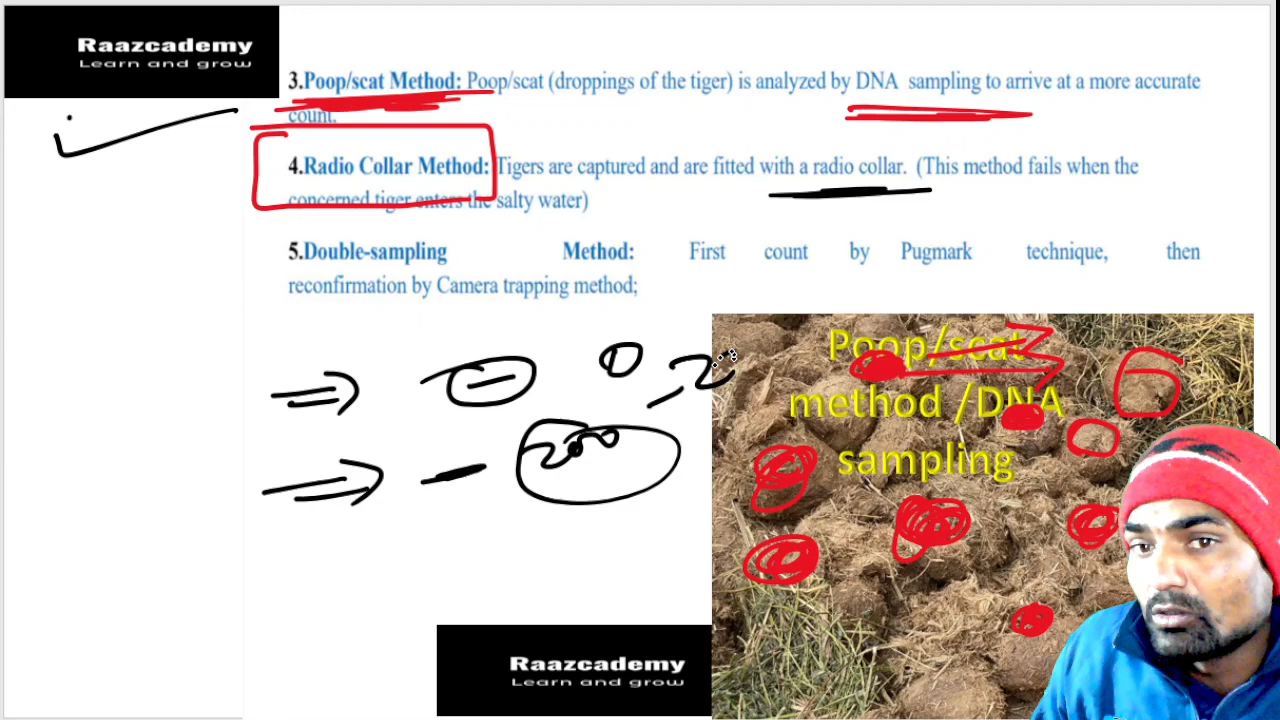 Raazcademy
Learn and grow
3.Poop/scat Method: Poop/scat (droppings of the tiger) is analyzed by DNA sampling to arrive at a more accurate
count.
4.Radio Collar Method: Tigers are captured and are fitted with a radio collar. (This method fails when the
concerned tiger enters the salty water)
5.Double-sampling Method: First count by Pugmark technique, then
reconfirmation by Camera trapping method;
Poop/scat
method /DNA
sampling
200
Raazcademy
Learn and grow